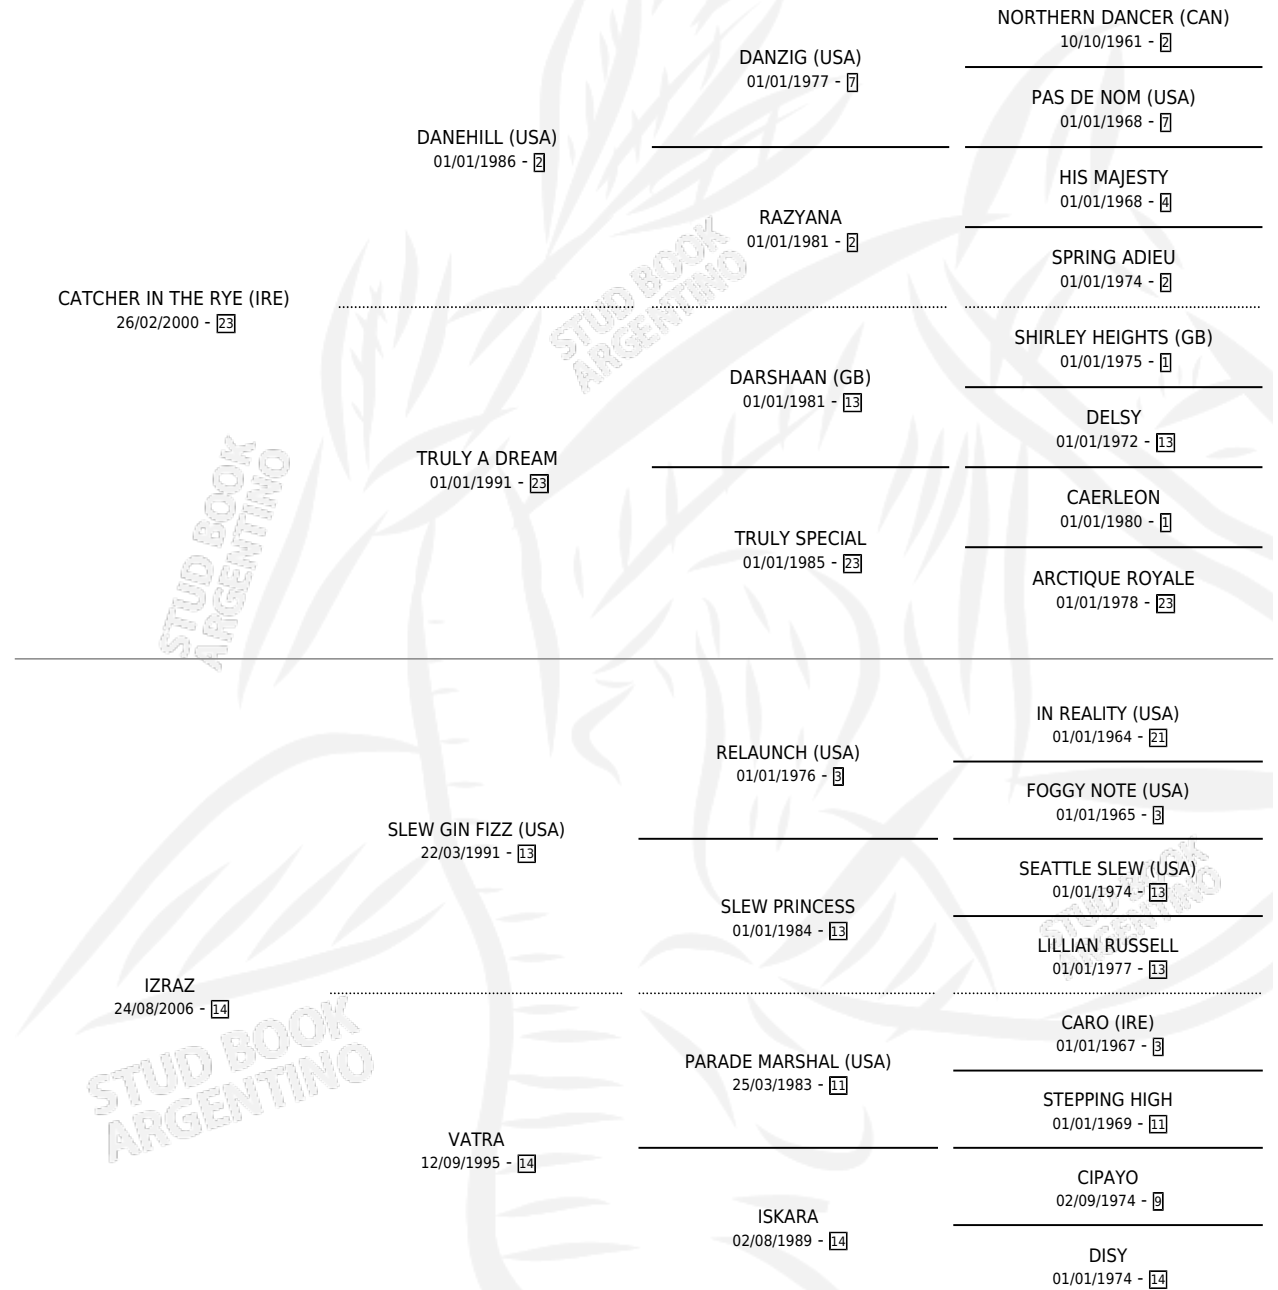 NORTHERN DANCER (CAN)
10/10/1961 - 2
DANZIG (USA)
01/01/1977 - 7
PAS DE NOM (USA)
01/01/1968 - 7
DANEHILL (USA)
01/01/1986 - 2
HIS MAJESTY
01/01/1968 - 4
RAZYANA
01/01/1981 - 2
SPRING ADIEU
01/01/1974 - 2
STUD BOOK
ARGENTINO
CATCHER IN THE RYE (IRE)
26/02/2000 - 23
SHIRLEY HEIGHTS (GB)
01/01/1975 - 1
DARSHAAN (GB)
01/01/1981 - 13
DELSY
01/01/1972 - 13
TRULY A DREAM
01/01/1991 - 23
CAERLEON
01/01/1980 - 1
TRULY SPECIAL
01/01/1985 - 23
ARCTIQUE ROYALE
01/01/1978 - 23
STUD BOOK
ARGENTINO
IN REALITY (USA)
01/01/1964 - 21
RELAUNCH (USA)
01/01/1976 - 3
FOGGY NOTE (USA)
01/01/1965 - 3
SLEW GIN FIZZ (USA)
22/03/1991 - 13
SEATTLE SLEW (USA)
01/01/1974 - 13
SLEW PRINCESS
01/01/1984 - 13
LILLIAN RUSSELL
01/01/1977 - 13
STUD BOOK
ARGENTINO
IZRAZ
24/08/2006 - 14
CARO (IRE)
01/01/1967 - 3
PARADE MARSHAL (USA)
25/03/1983 - 11
STEPPING HIGH
01/01/1969 - 11
STUD BOOK
ARGENTINO
VATRA
12/09/1995 - 14
CIPAYO
02/09/1974 - 9
ISKARA
02/08/1989 - 14
DISY
01/01/1974 - 14